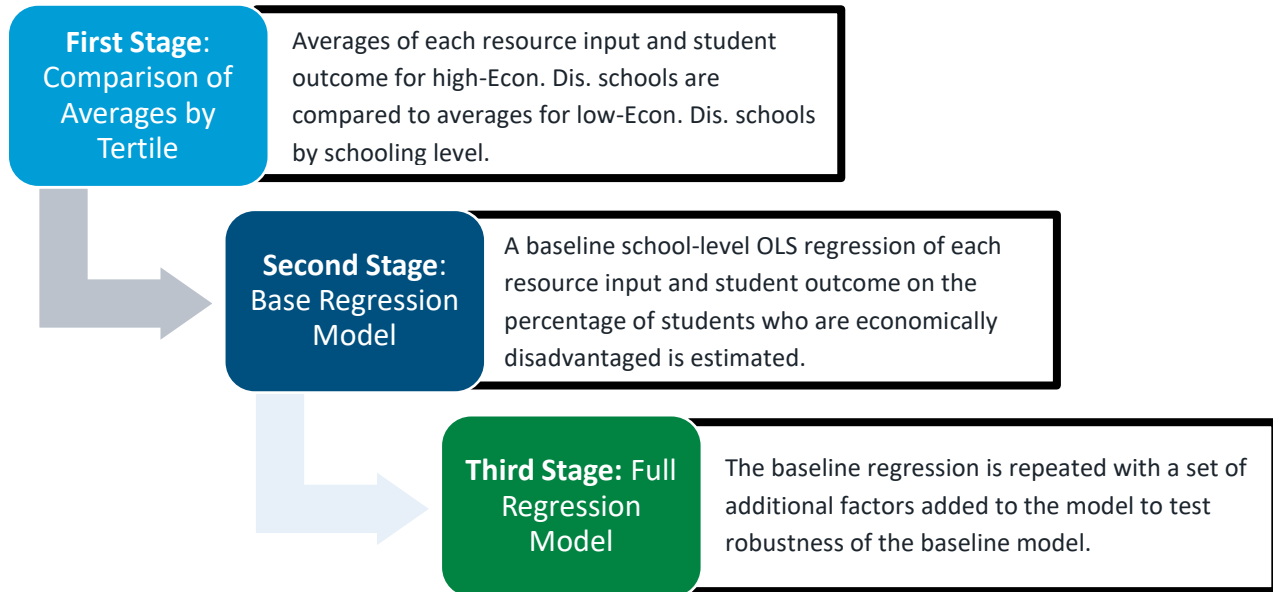 First Stage:
Comparison of
Averages by
Tertile
Averages of each resource input and student
outcome for high-Econ. Dis. schools are
compared to averages for low-Econ. Dis. schools
by schooling level.
Second Stage:
Base Regression
Model
A baseline school-level OLS regression of each
resource input and student outcome on the
percentage of students who are economically
disadvantaged is estimated.
Third Stage: Full
Regression
Model
The baseline regression is repeated with a set of
additional factors added to the model to test
robustness of the baseline model.